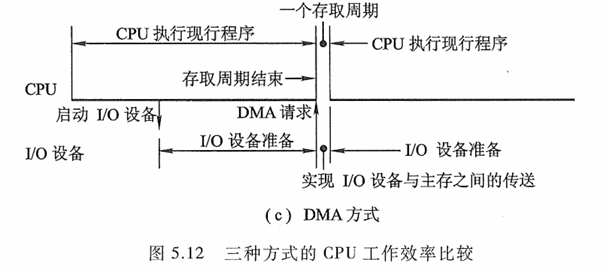 一个存取周期
CPU 执行现行程序
CPU 执行现行程序
存取周期结束
CPU
启动 I/O 设备
DMA 请求
I/O 设备准备
I/O 设备
I/O 设备准备
实现 I/O 设备与主存之间的传送
(c) DMA 方式
图 5.12 三种方式的 CPU 工作效率比较